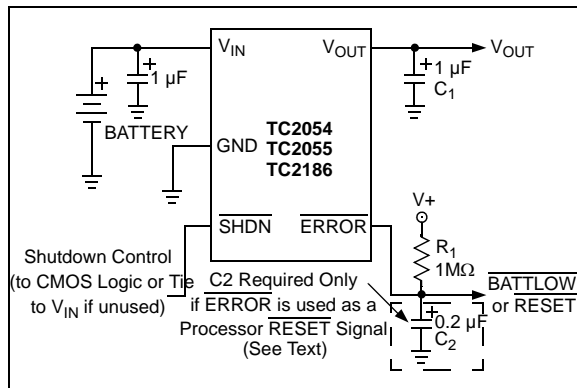 V_IN
V_OUT
V_OUT
+
1 µF
+
1 µF
C_1
+
BATTERY
GND
TC2054
TC2055
TC2186
V+
SHDN
ERROR
R_1
1MΩ
Shutdown Control
(to CMOS Logic or Tie
to V_IN if unused)
C2 Required Only
if ERROR is used as a
Processor RESET Signal
(See Text)
BATTLOW
or RESET
+
0.2 µF
C_2